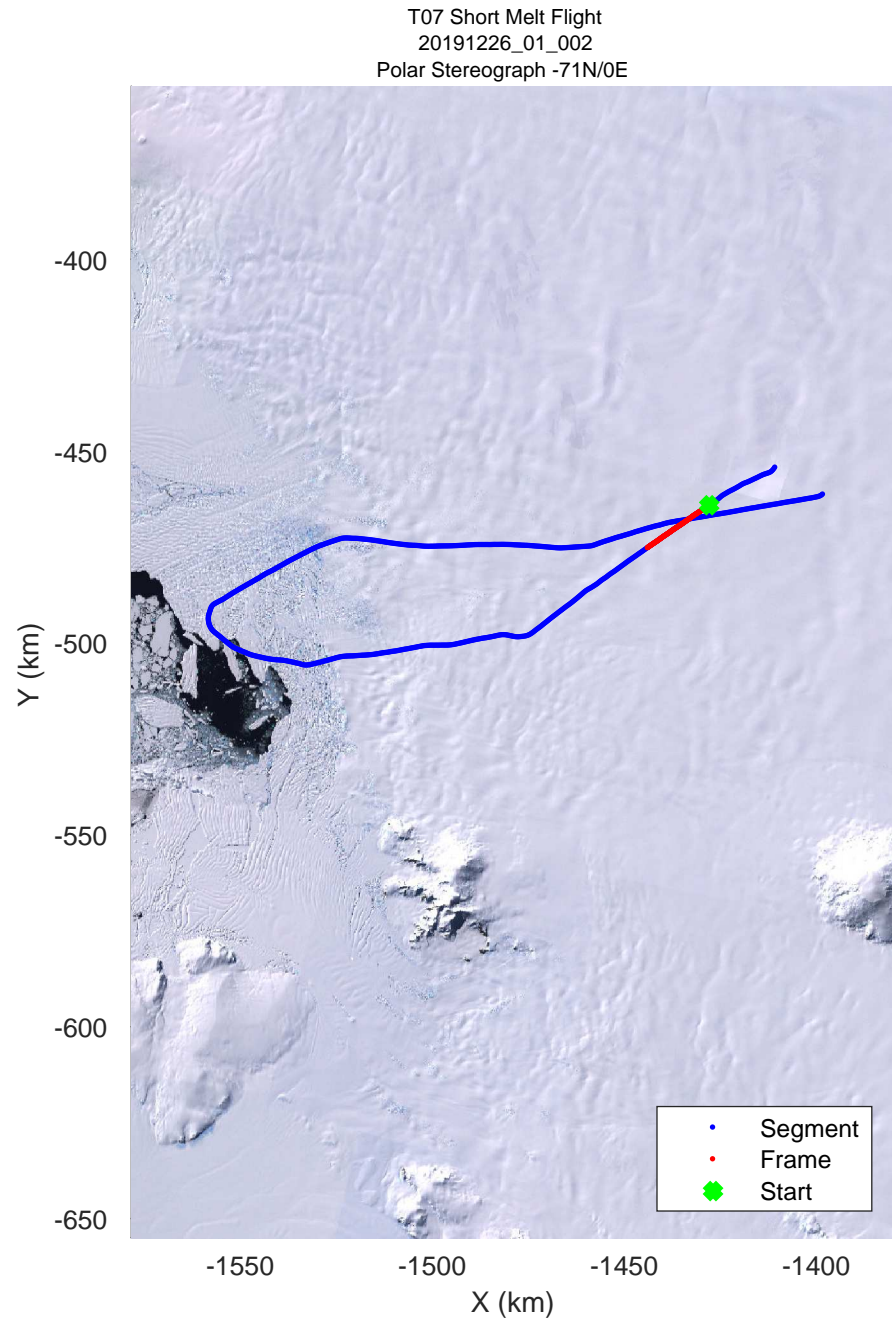 T07 Short Melt Flight
20191226_01_002
Polar Stereograph -71N/0E
-400
-450
-500
-550
-600
-650
Y (km)
-1550
-1500
-1450
-1400
X (km)
Segment
Frame
Start